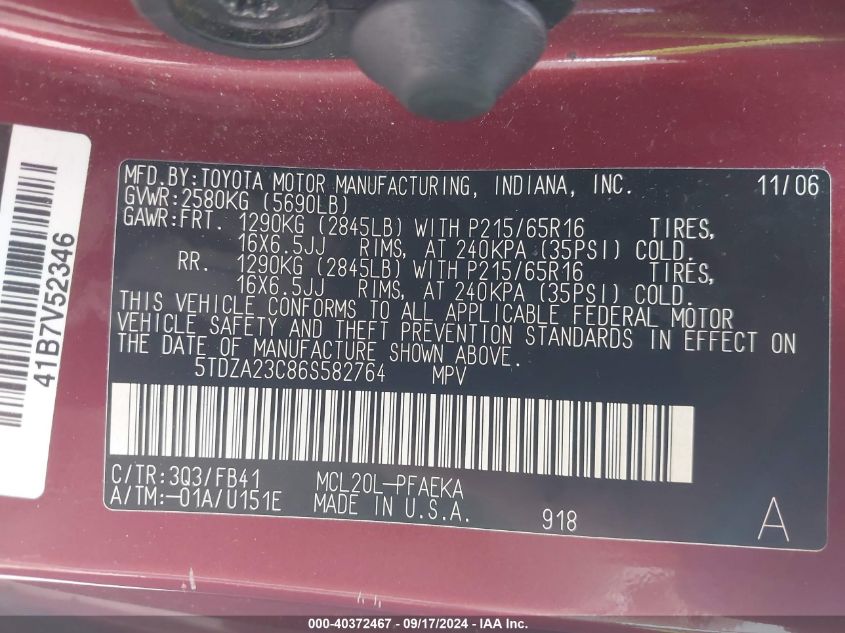 MFD.BY:TOYOTA MOTOR MANUFACTURING, INDIANA, INC. 11/06
GVWR:2580KG (5690LB)
GAWR:FRT. 1290KG (2845LB) WITH P215/65R16 TIRES,
16X6.5JJ RIMS, AT 240KPA (35PSI) COLD.
RR. 1290KG (2845LB) WITH P215/65R16 TIRES,
16X6.5JJ RIMS, AT 240KPA (35PSI) COLD.
THIS VEHICLE CONFORMS TO ALL APPLICABLE FEDERAL MOTOR
VEHICLE SAFETY AND THEFT PREVENTION STANDARDS IN EFFECT ON
THE DATE OF MANUFACTURE SHOWN ABOVE.
5TDZA23C86S582764 MPV
C/TR:3Q3/FB41 MCL20L-PFAEKA
A/TM:-01A/U151E MADE IN U.S.A. 918 A
41B7V52346
000-40372467 - 09/17/2024 - IAA Inc.